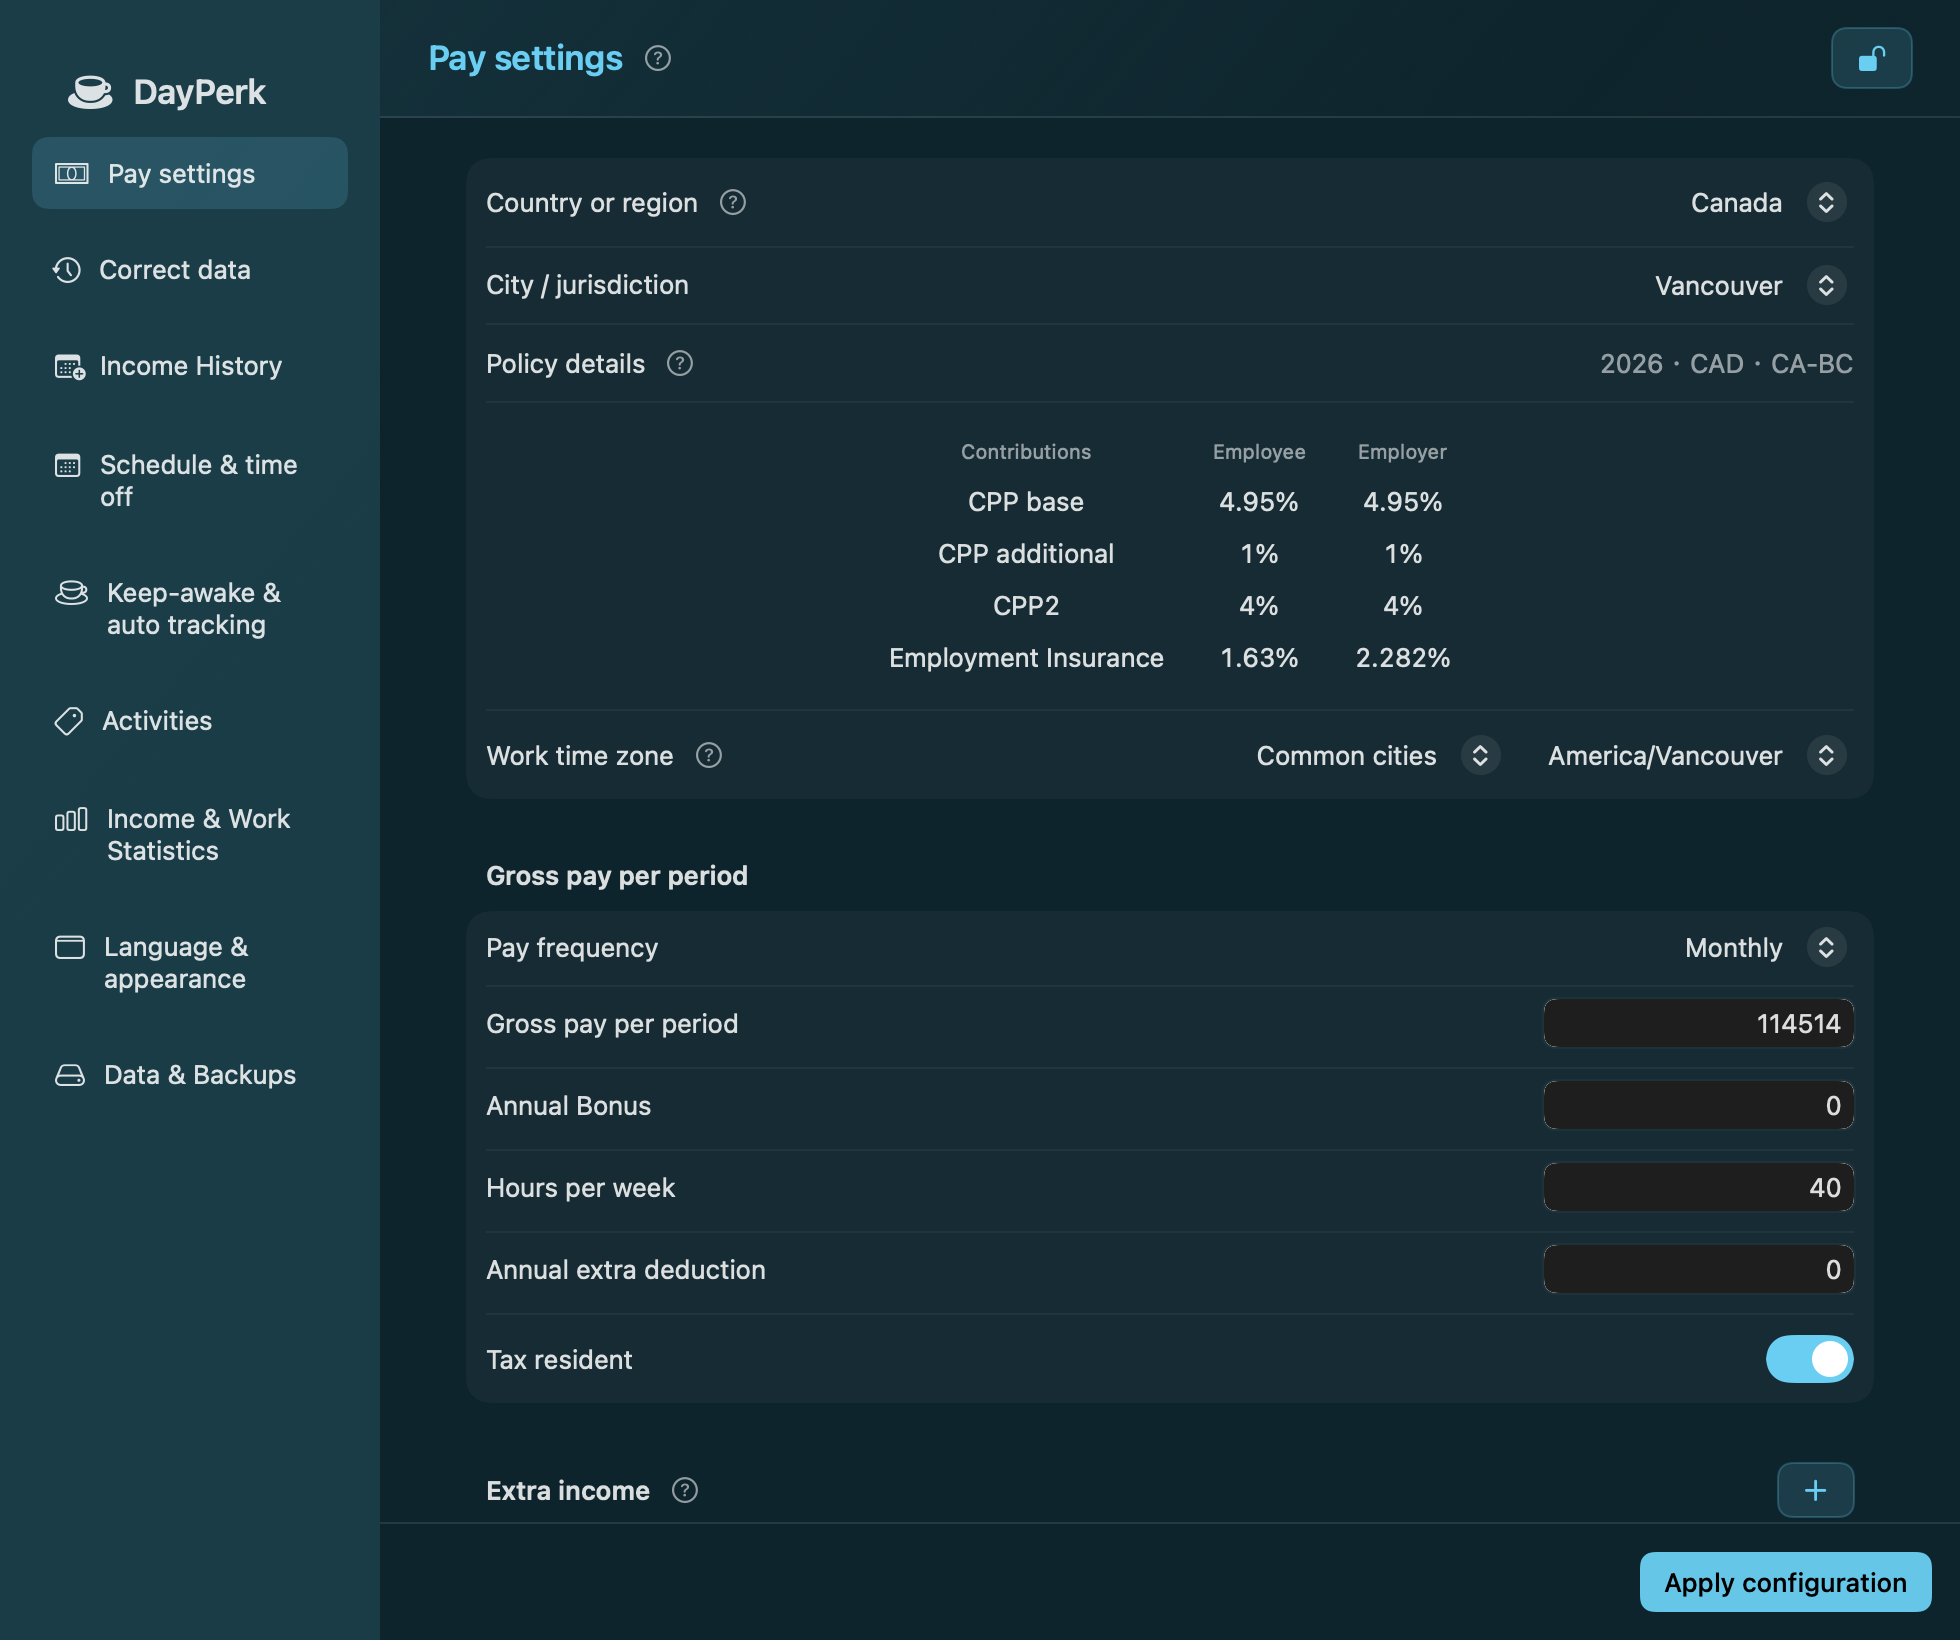 DayPerk
Pay settings
Correct data
Income History
Schedule & time
off
Keep-awake &
auto tracking
Activities
Income & Work
Statistics
Language &
appearance
Data & Backups
Pay settings ?
Country or region ? Canada
City / jurisdiction Vancouver
Policy details ? 2026 · CAD · CA-BC
Contributions Employee Employer
CPP base 4.95% 4.95%
CPP additional 1% 1%
CPP2 4% 4%
Employment Insurance 1.63% 2.282%
Work time zone ? Common cities America/Vancouver
Gross pay per period
Pay frequency Monthly
Gross pay per period 114514
Annual Bonus 0
Hours per week 40
Annual extra deduction 0
Tax resident
Extra income ? +
Apply configuration